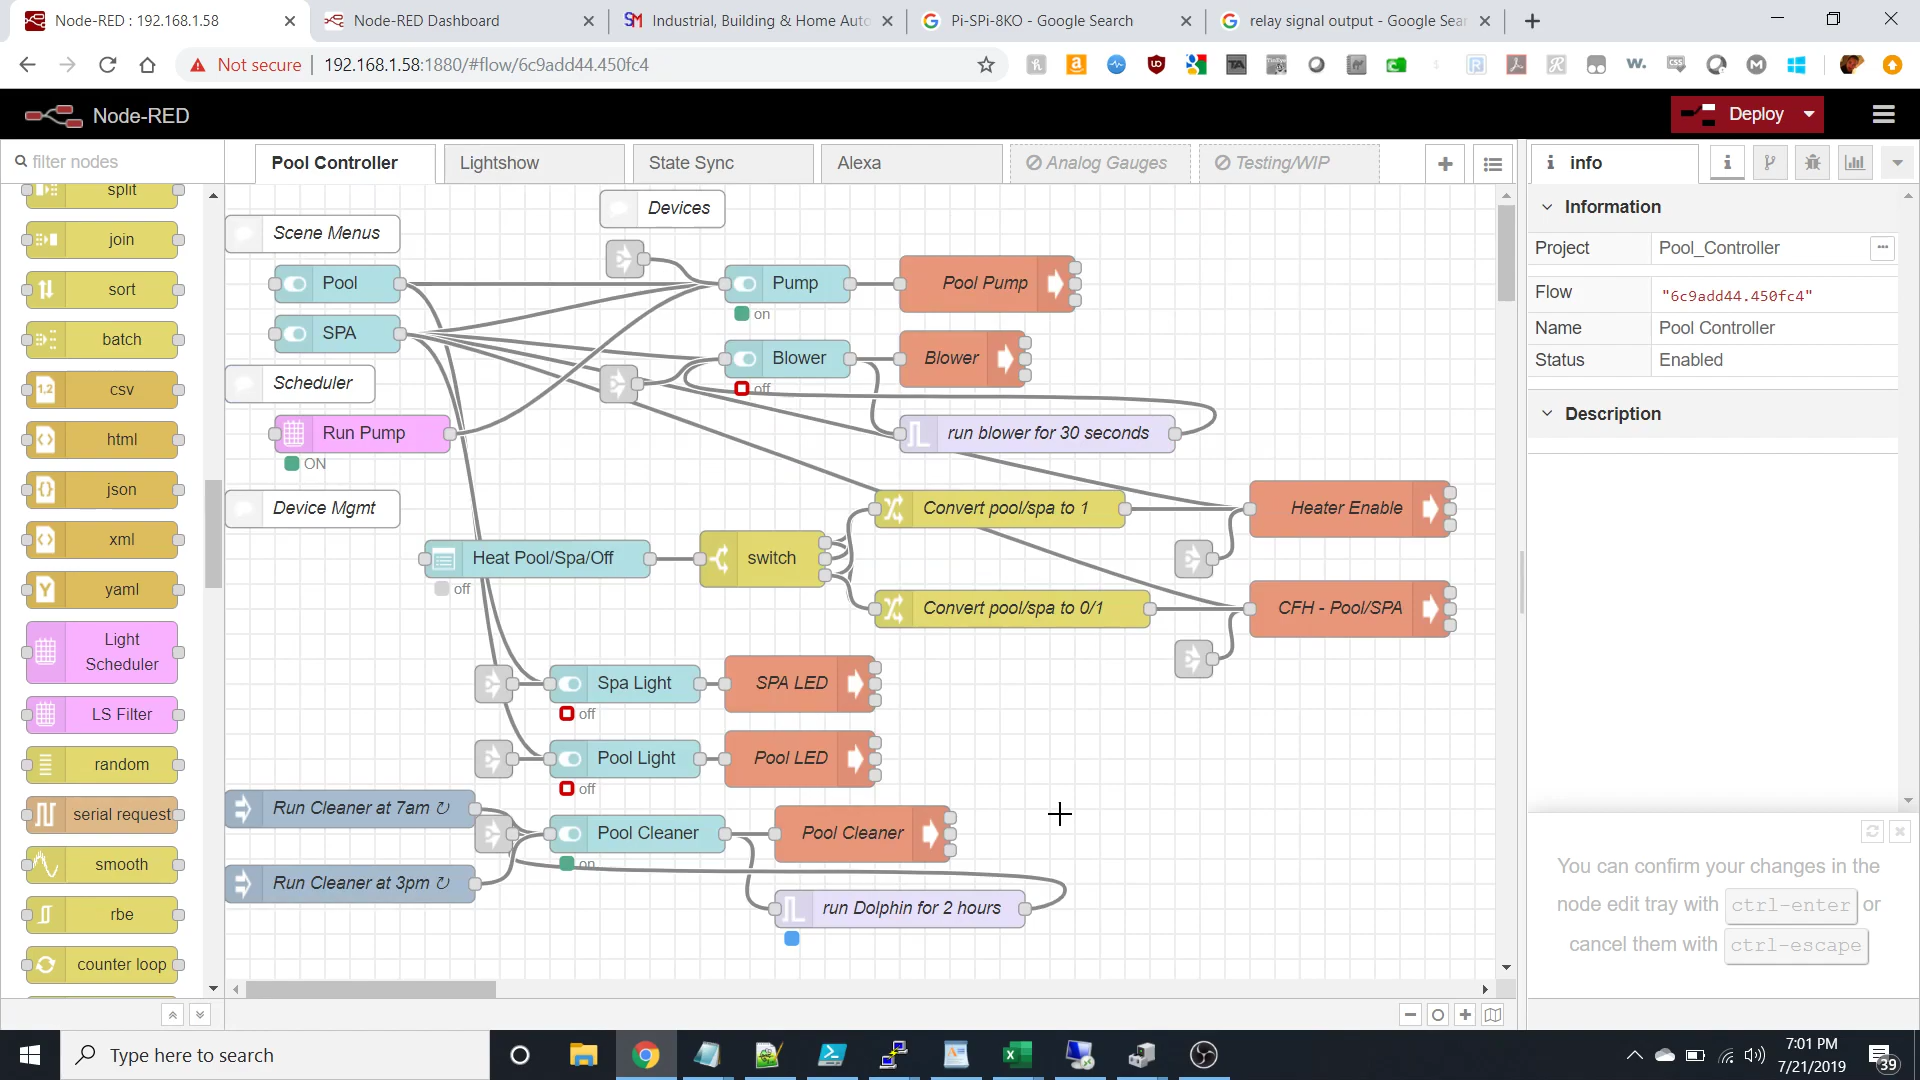 Node-RED : 192.168.1.58
Node-RED Dashboard
Industrial, Building & Home Auto
Pi-SPi-8KO - Google Search
relay signal output - Google Sear
Not secure
192.168.1.58:1880/#flow/6c9add44.450fc4
Node-RED
Deploy
filter nodes
Pool Controller
Lightshow
State Sync
Alexa
Analog Gauges
Testing/WIP
info
split
join
sort
batch
csv
html
json
xml
yaml
Light
Scheduler
LS Filter
random
serial request
smooth
rbe
counter loop
Devices
Scene Menus
Pool
SPA
Pump
on
Pool Pump
Blower
off
Blower
Scheduler
Run Pump
ON
run blower for 30 seconds
Device Mgmt
Convert pool/spa to 1
Heater Enable
Heat Pool/Spa/Off
off
switch
Convert pool/spa to 0/1
CFH - Pool/SPA
Spa Light
off
SPA LED
Pool Light
off
Pool LED
Run Cleaner at 7am ↻
Pool Cleaner
on
Pool Cleaner
Run Cleaner at 3pm ↻
run Dolphin for 2 hours
Information
Project
Pool_Controller
Flow
"6c9add44.450fc4"
Name
Pool Controller
Status
Enabled
Description
You can confirm your changes in the
node edit tray with ctrl-enter or
cancel them with ctrl-escape
Type here to search
7:01 PM
7/21/2019
39